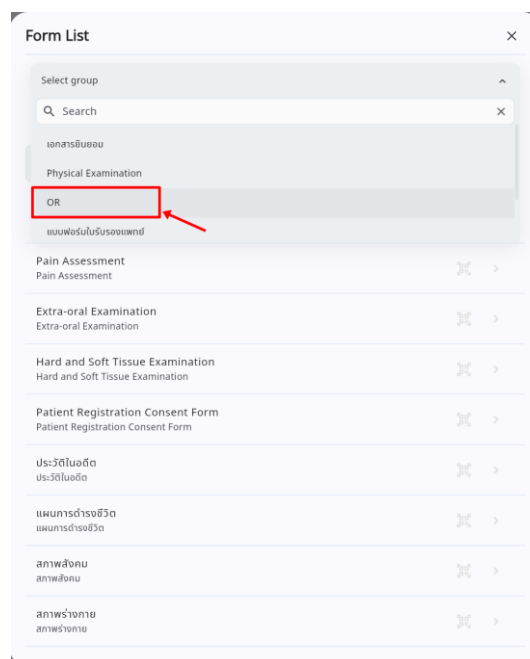 Form List
Select group
Search
เอกสารยินยอม
Physical Examination
OR
แบบฟอร์มใบรับรองแพทย์
Pain Assessment
Pain Assessment
Extra-oral Examination
Extra-oral Examination
Hard and Soft Tissue Examination
Hard and Soft Tissue Examination
Patient Registration Consent Form
Patient Registration Consent Form
ประวัติในอดีต
ประวัติในอดีต
แผนการดำรงชีวิต
แผนการดำรงชีวิต
สภาพสังคม
สภาพสังคม
สภาพร่างกาย
สภาพร่างกาย